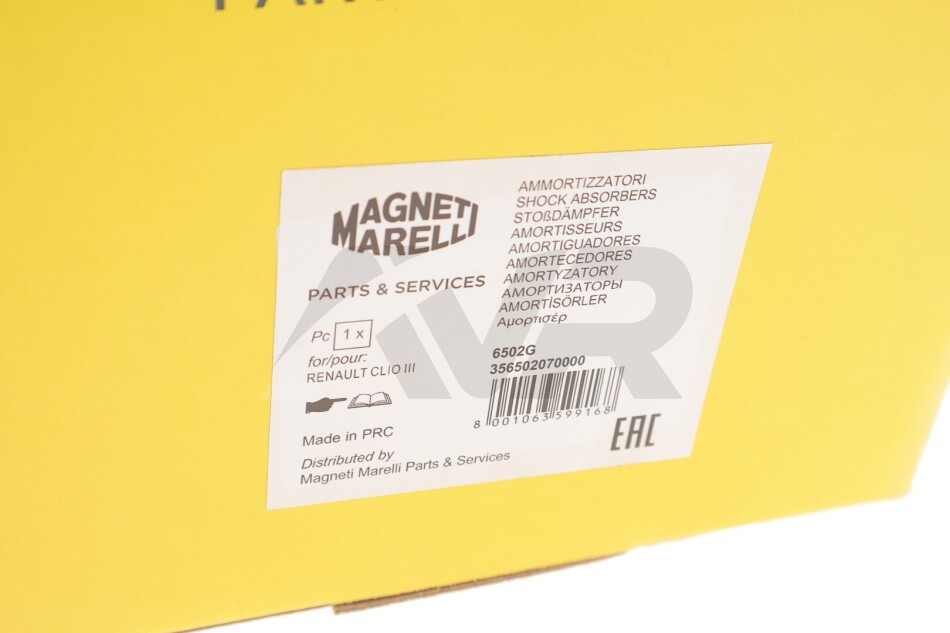 MAGNETI
MARELLI
PARTS & SERVICES
Pc 1 x
for/pour:
RENAULT CLIO III
Made in PRC
Distributed by
Magneti Marelli Parts & Services
AMMORTIZZATORI
SHOCK ABSORBERS
STOßDÄMPFER
AMORTISSEURS
AMORTIGUADORES
AMORTECEDORES
AMORTYZATORY
АМОРТИЗАТОРЫ
AMORTİSÖRLER
Αμορτισέρ
6502G
356502070000
8 001063 599168
EAC